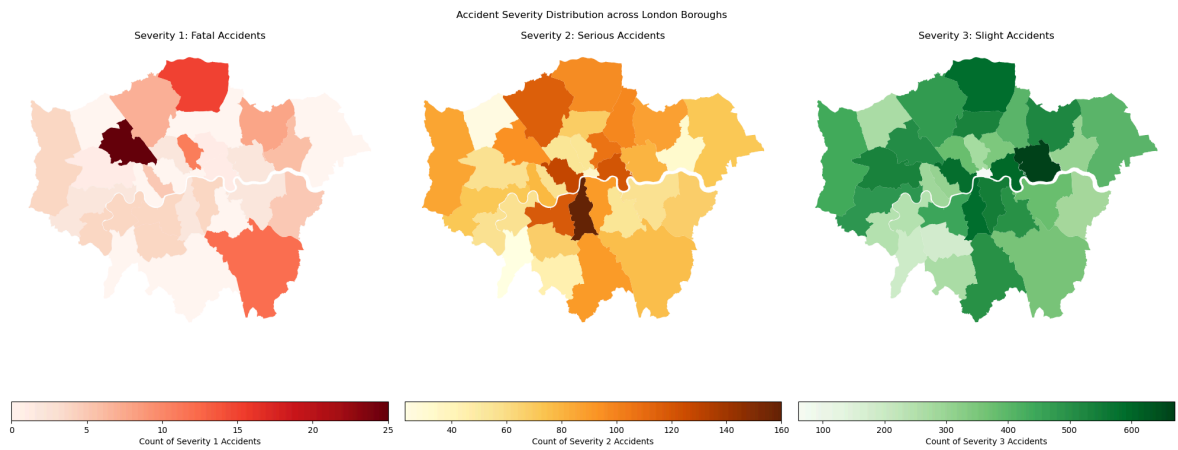 Accident Severity Distribution across London Boroughs
Severity 1: Fatal Accidents
Severity 2: Serious Accidents
Severity 3: Slight Accidents
0 5 10 15 20 25
Count of Severity 1 Accidents
40 60 80 100 120 140 160
Count of Severity 2 Accidents
100 200 300 400 500 600
Count of Severity 3 Accidents